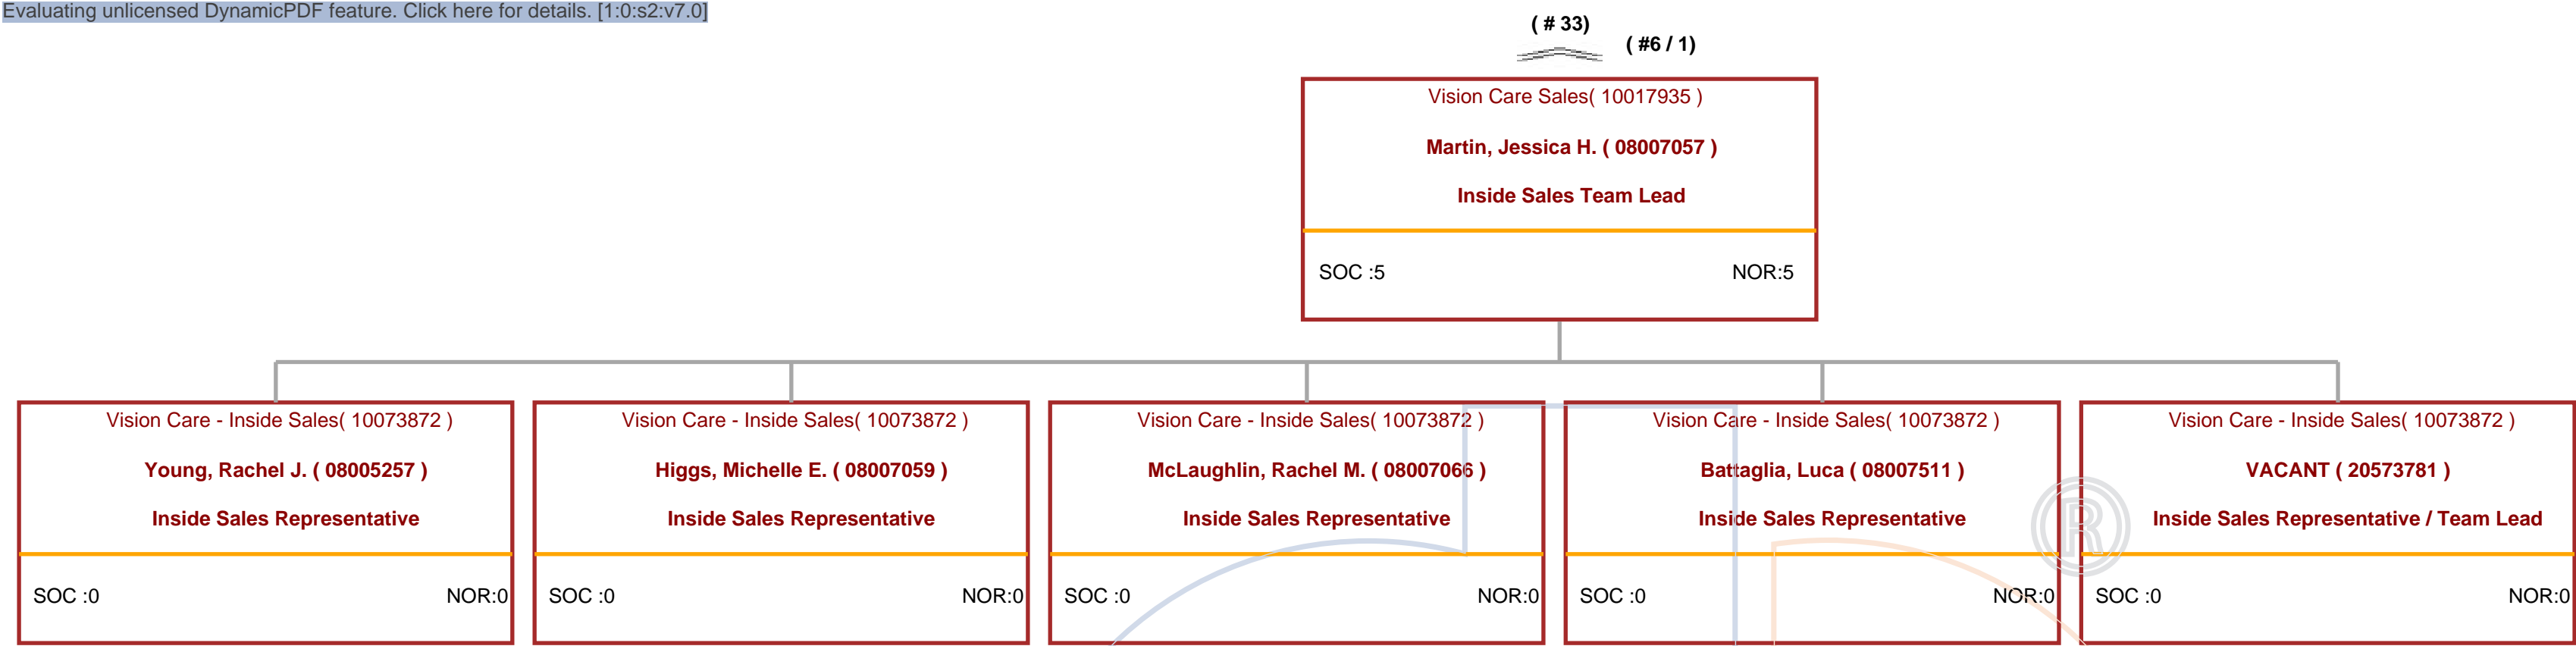 Evaluating unlicensed DynamicPDF feature. Click here for details. [1:0:s2:v7.0]
( # 33)
( #6 / 1)
Vision Care Sales( 10017935 )
Martin, Jessica H. ( 08007057 )
Inside Sales Team Lead
SOC :5 NOR:5
Vision Care - Inside Sales( 10073872 )
Young, Rachel J. ( 08005257 )
Inside Sales Representative
SOC :0 NOR:0
Vision Care - Inside Sales( 10073872 )
Higgs, Michelle E. ( 08007059 )
Inside Sales Representative
SOC :0 NOR:0
Vision Care - Inside Sales( 10073872 )
McLaughlin, Rachel M. ( 08007066 )
Inside Sales Representative
SOC :0 NOR:0
Vision Care - Inside Sales( 10073872 )
Battaglia, Luca ( 08007511 )
Inside Sales Representative
SOC :0 NOR:0
®
Vision Care - Inside Sales( 10073872 )
VACANT ( 20573781 )
Inside Sales Representative / Team Lead
SOC :0 NOR:0